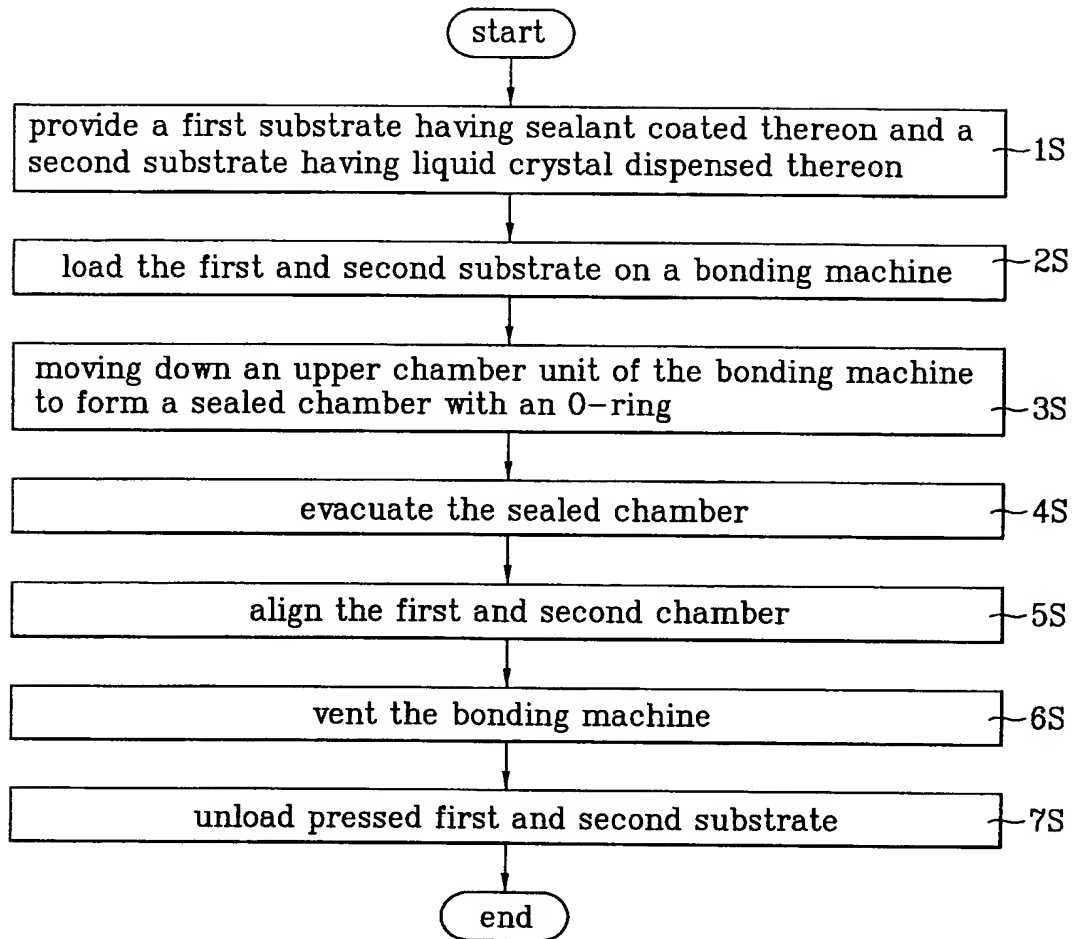 start
provide a first substrate having sealant coated thereon and a
second substrate having liquid crystal dispensed thereon
1S
load the first and second substrate on a bonding machine
2S
moving down an upper chamber unit of the bonding machine
to form a sealed chamber with an O-ring
3S
evacuate the sealed chamber
4S
align the first and second chamber
5S
vent the bonding machine
6S
unload pressed first and second substrate
7S
end